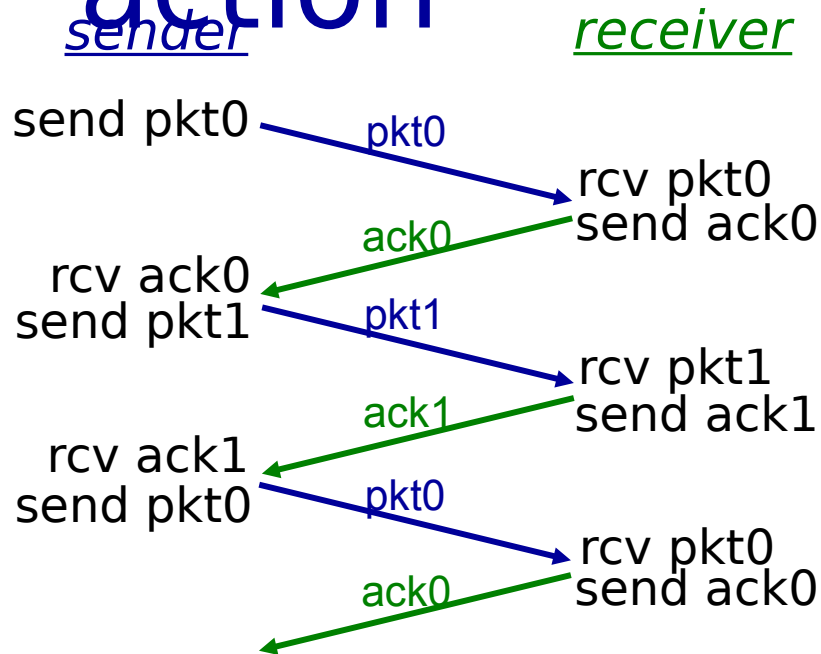 action
sender receiver
send pkt0
pkt0
rcv pkt0
send ack0
ack0
rcv ack0
send pkt1
pkt1
rcv pkt1
send ack1
ack1
rcv ack1
send pkt0
pkt0
rcv pkt0
send ack0
ack0